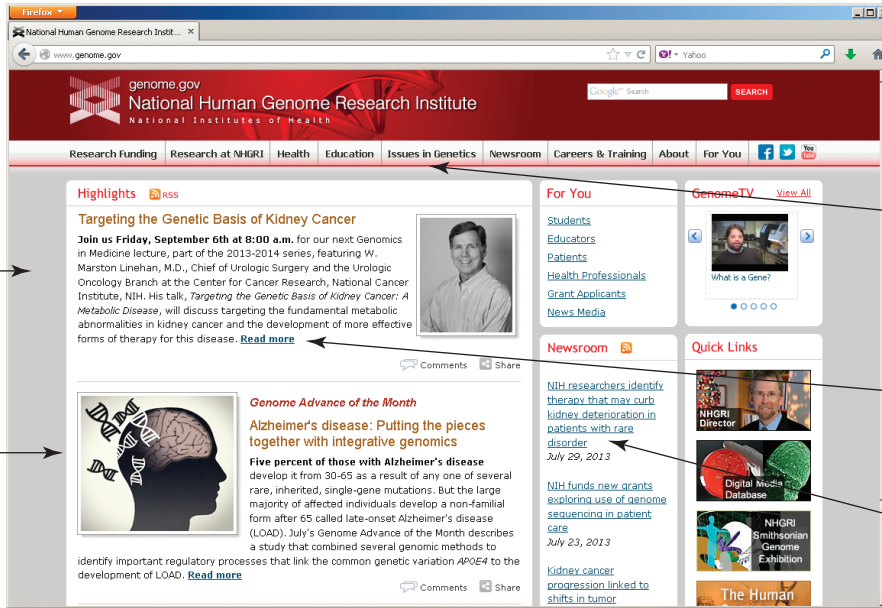 Firefox
National Human Genome Research Instit... ×
www.genome.gov
Yahoo
genome.gov
National Human Genome Research Institute
National Institutes of Health
Google™ Search
SEARCH
Research Funding Research at NHGRI Health Education Issues in Genetics Newsroom Careers & Training About For You You Tube
Highlights RSS
Targeting the Genetic Basis of Kidney Cancer
Join us Friday, September 6th at 8:00 a.m. for our next Genomics
in Medicine lecture, part of the 2013-2014 series, featuring W.
Marston Linehan, M.D., Chief of Urologic Surgery and the Urologic
Oncology Branch at the Center for Cancer Research, National Cancer
Institute, NIH. His talk, Targeting the Genetic Basis of Kidney Cancer: A
Metabolic Disease, will discuss targeting the fundamental metabolic
abnormalities in kidney cancer and the development of more effective
forms of therapy for this disease. Read more
Comments Share
Genome Advance of the Month
Alzheimer's disease: Putting the pieces
together with integrative genomics
Five percent of those with Alzheimer's disease
develop it from 30-65 as a result of any one of several
rare, inherited, single-gene mutations. But the large
majority of affected individuals develop a non-familial
form after 65 called late-onset Alzheimer's disease
(LOAD). July's Genome Advance of the Month describes
a study that combined several genomic methods to
identify important regulatory processes that link the common genetic variation APOE4 to the
development of LOAD. Read more
Comments Share
For You
Students
Educators
Patients
Health Professionals
Grant Applicants
News Media
Newsroom
NIH researchers identify
therapy that may curb
kidney deterioration in
patients with rare
disorder
July 29, 2013
NIH funds new grants
exploring use of genome
sequencing in patient
care
July 23, 2013
Kidney cancer
progression linked to
shifts in tumor
GenomeTV View All
What is a Gene?
Quick Links
NHGRI
Director
Digital Media
Database
NHGRI
Smithsonian
Genome
Exhibition
The Human